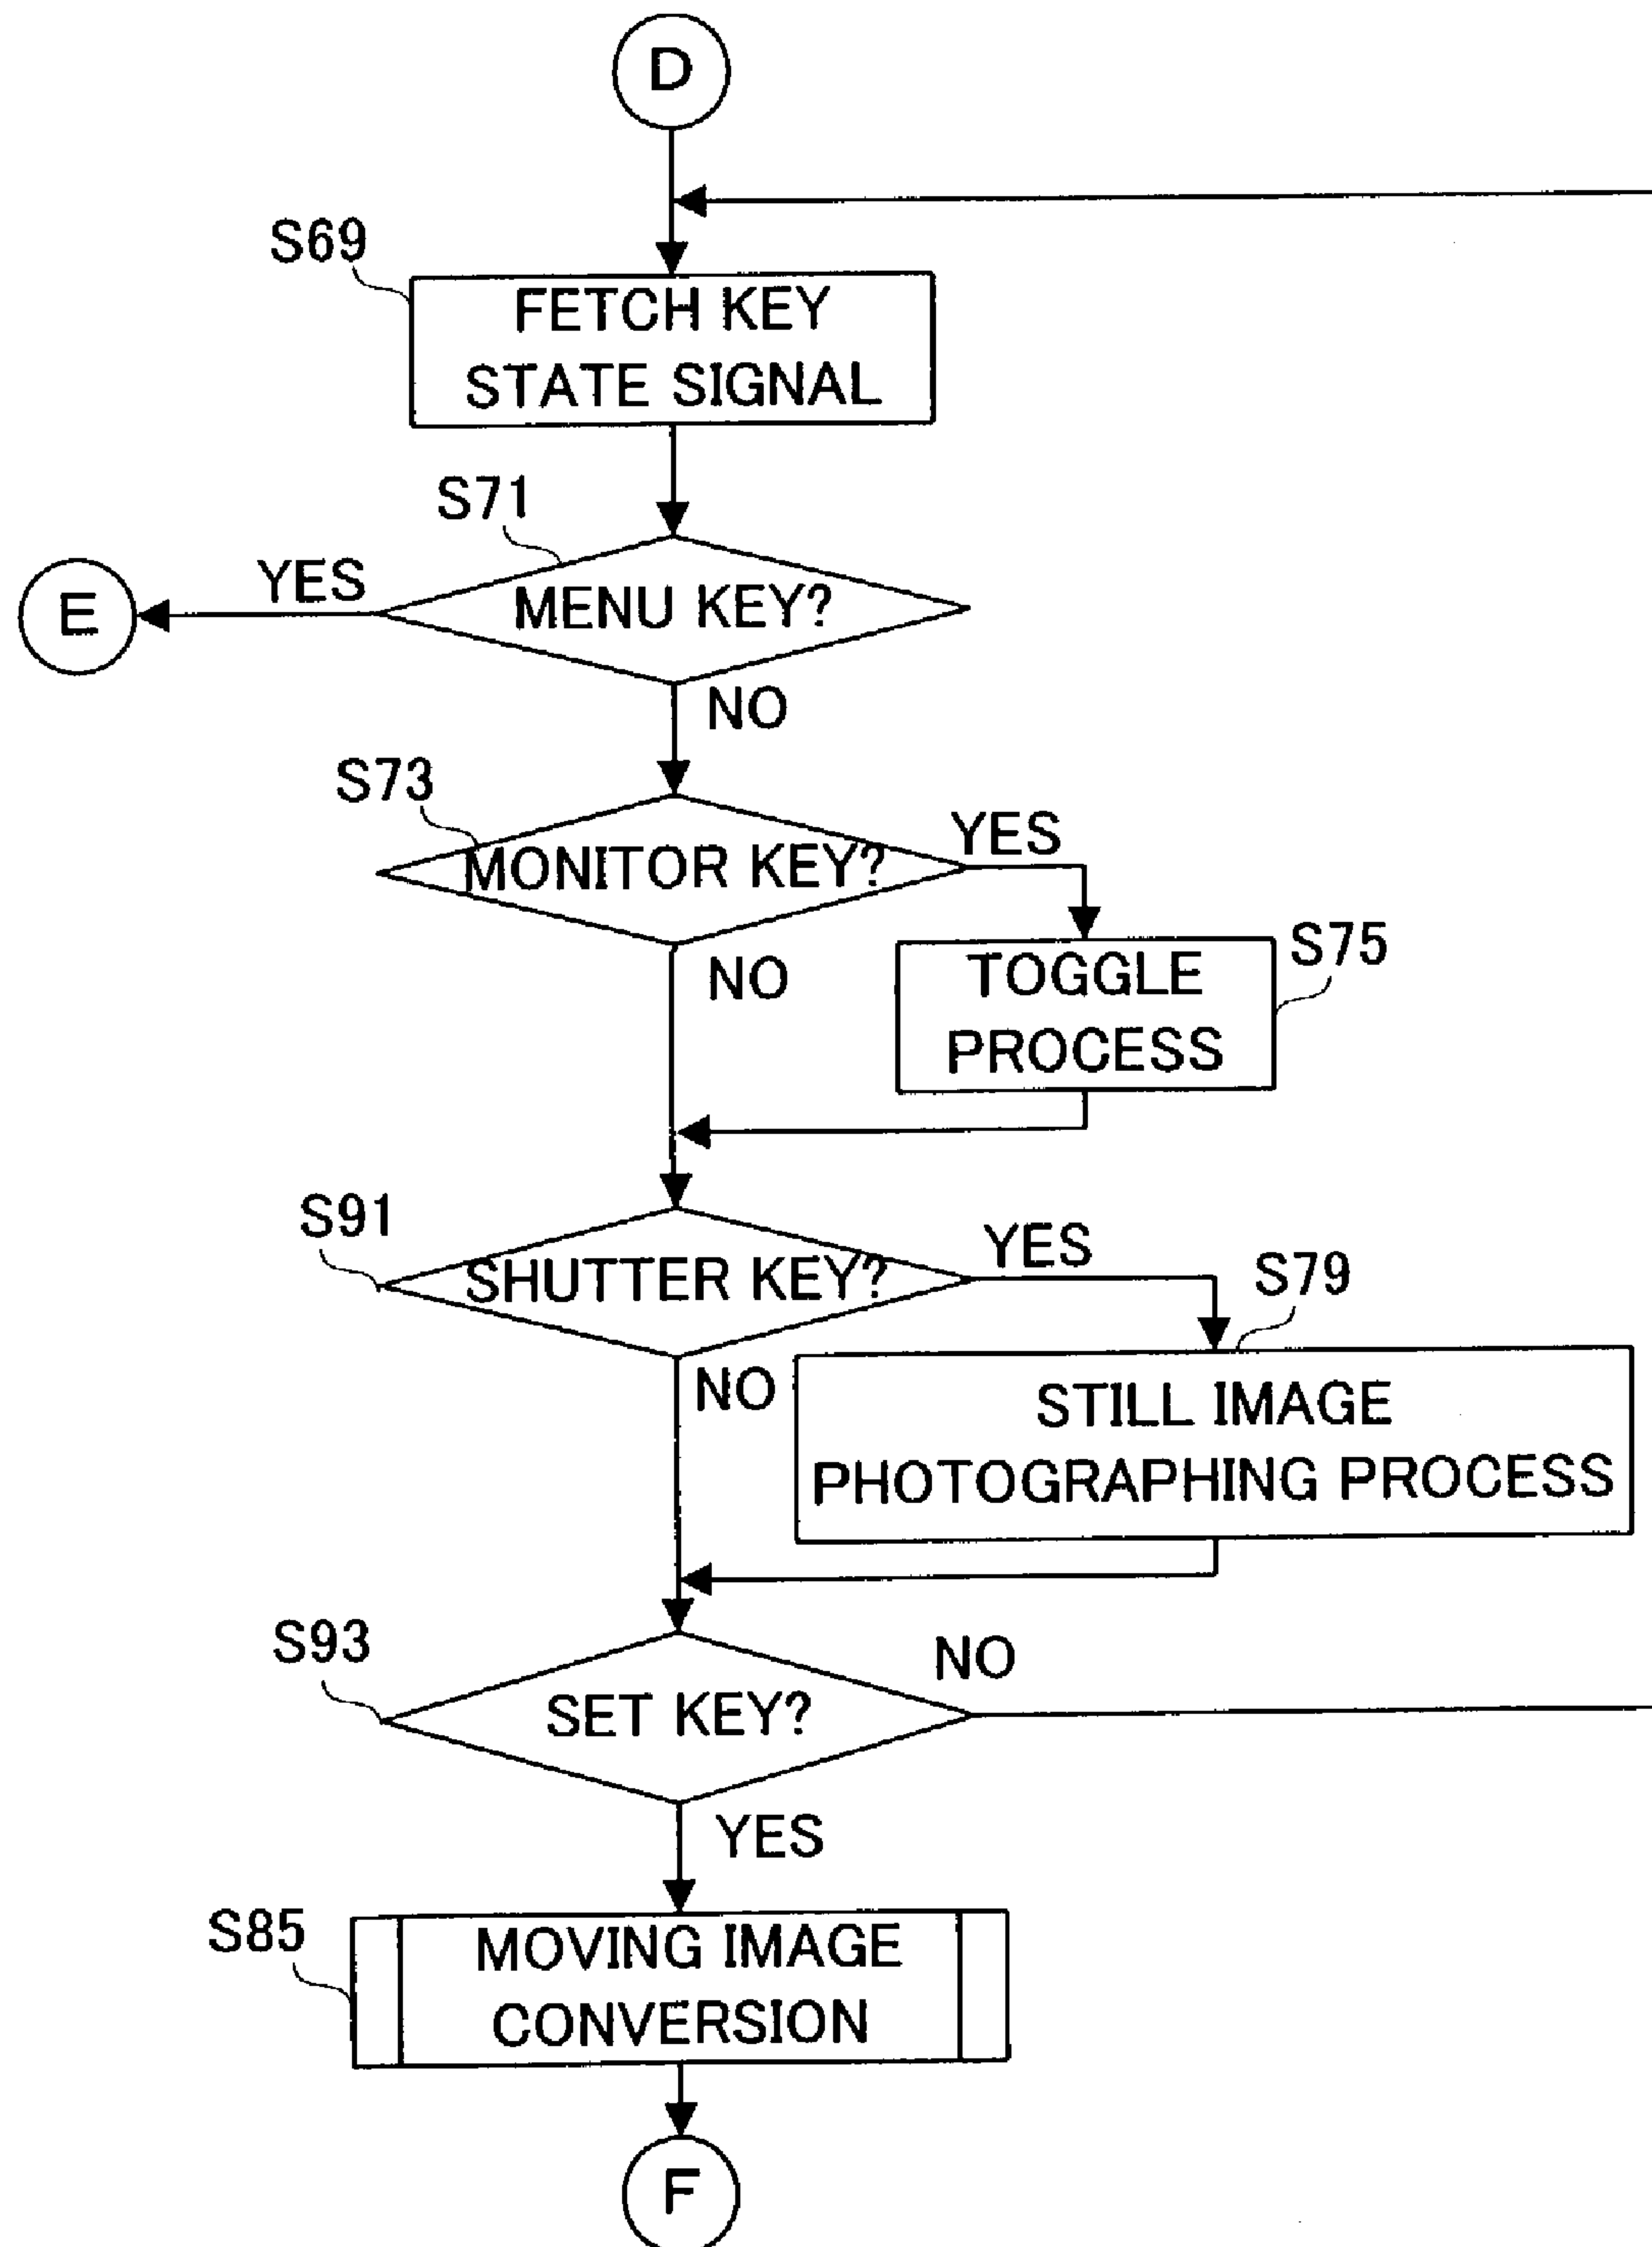 D
S69
FETCH KEY
STATE SIGNAL
S71
E
YES
MENU KEY?
NO
S73
MONITOR KEY?
YES
NO
S75
TOGGLE
PROCESS
S91
SHUTTER KEY?
YES
S79
NO
STILL IMAGE
PHOTOGRAPHING PROCESS
S93
SET KEY?
NO
YES
S85
MOVING IMAGE
CONVERSION
F